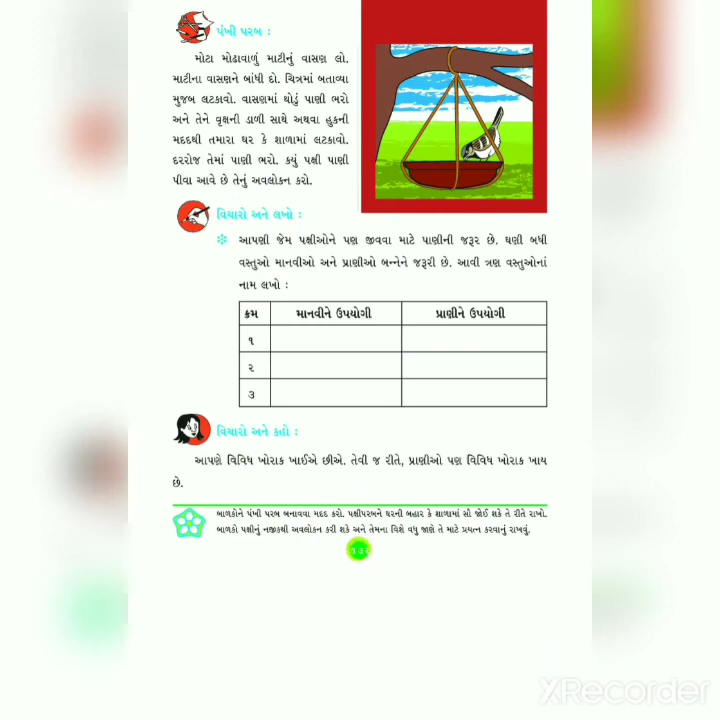 પંખી પરબ :
મોટા મોઢાવાળું માટીનું વાસણ લો.
માટીના વાસણને બાંધી દો. ચિત્રમાં બતાવ્યા
મુજબ લટકાવો. વાસણમાં થોડું પાણી ભરો
અને તેને વૃક્ષની ડાળી સાથે અથવા હુકની
મદદથી તમારા ઘર કે શાળામાં લટકાવો.
દરરોજ તેમાં પાણી ભરો. કયું પક્ષી પાણી
પીવા આવે છે તેનું અવલોકન કરો.
વિચારો અને લખો :
આપણી જેમ પક્ષીઓને પણ જીવવા માટે પાણીની જરૂર છે. ઘણી બધી
વસ્તુઓ માનવીઓ અને પ્રાણીઓ બન્નેને જરૂરી છે. આવી ત્રણ વસ્તુઓનાં
નામ લખો :
ક્રમ માનવીને ઉપયોગી પ્રાણીને ઉપયોગી
૧
૨
૩
વિચારો અને કહો :
આપણે વિવિધ ખોરાક ખાઈએ છીએ. તેવી જ રીતે, પ્રાણીઓ પણ વિવિધ ખોરાક ખાય
છે.
બાળકોને પંખી પરબ બનાવવા મદદ કરો. પક્ષીપરબને ઘરની બહાર કે શાળામાં સૌ જોઈ શકે તે રીતે રાખો.
બાળકો પક્ષીનું નજીકથી અવલોકન કરી શકે અને તેમના વિશે વધુ જાણે તે માટે પ્રયત્ન કરવાનું રાખવું.
XRecorder